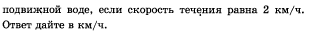 подвижной воде, если скорость течения равна 2 км/ч.
Ответ дайте в км/ч.